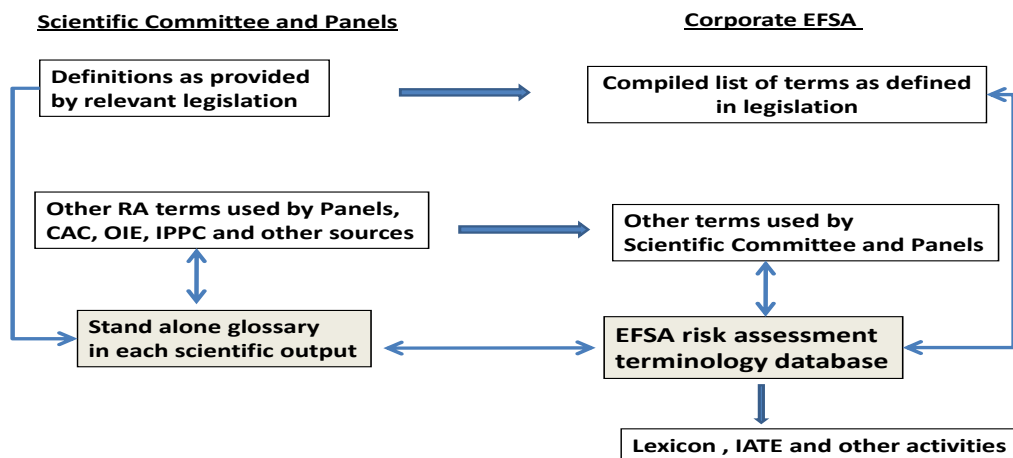 Scientific Committee and Panels
Corporate EFSA
Definitions as provided
by relevant legislation
Compiled list of terms as defined
in legislation
Other RA terms used by Panels,
CAC, OIE, IPPC and other sources
Other terms used by
Scientific Committee and Panels
Stand alone glossary
in each scientific output
EFSA risk assessment
terminology database
Lexicon , IATE and other activities